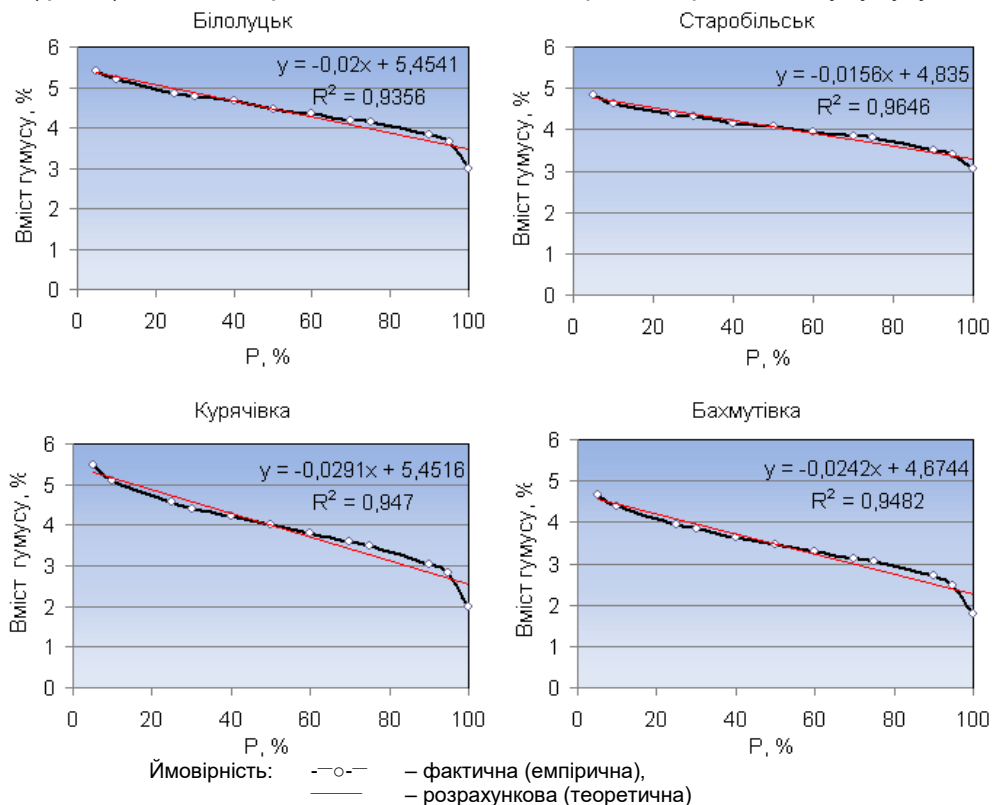 Білолуцьк
6
5
4
3
2
1
0
Вміст гумусу, %
y = -0,02x + 5,4541
R² = 0,9356
0 20 40 60 80 100
P, %
Старобільськ
6
5
4
3
2
1
0
Вміст гумусу, %
y = -0,0156x + 4,835
R² = 0,9646
0 20 40 60 80 100
P, %
Курячівка
6
5
4
3
2
1
0
Вміст гумусу, %
y = -0,0291x + 5,4516
R² = 0,947
0 20 40 60 80 100
P, %
Бахмутівка
6
5
4
3
2
1
0
Вміст гумусу, %
y = -0,0242x + 4,6744
R² = 0,9482
0 20 40 60 80 100
P, %
Ймовірність: – фактична (емпірична),
– розрахункова (теоретична)